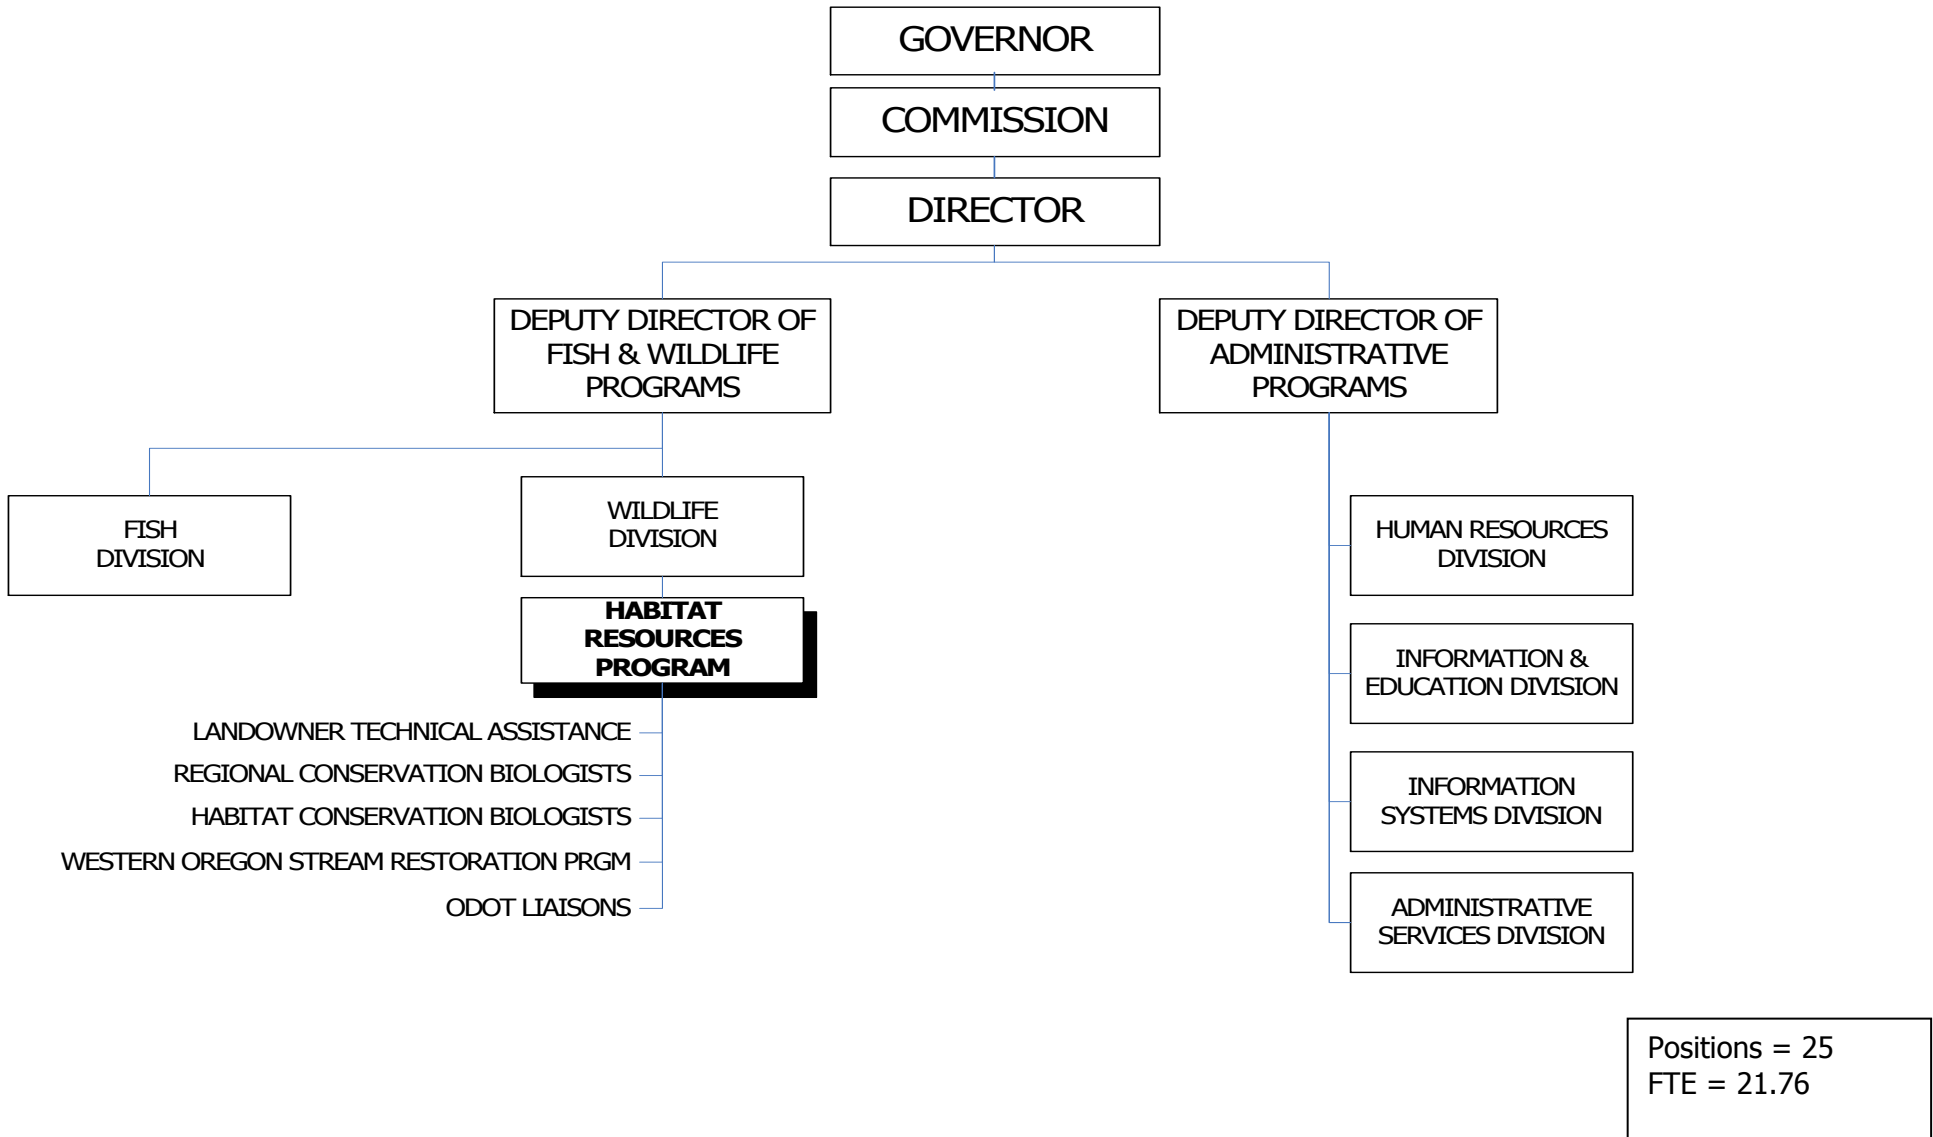 GOVERNOR
COMMISSION
DIRECTOR
DEPUTY DIRECTOR OF
FISH & WILDLIFE
PROGRAMS
DEPUTY DIRECTOR OF
ADMINISTRATIVE
PROGRAMS
FISH
DIVISION
WILDLIFE
DIVISION
HABITAT
RESOURCES
PROGRAM
LANDOWNER TECHNICAL ASSISTANCE
REGIONAL CONSERVATION BIOLOGISTS
HABITAT CONSERVATION BIOLOGISTS
WESTERN OREGON STREAM RESTORATION PRGM
ODOT LIAISONS
HUMAN RESOURCES
DIVISION
INFORMATION &
EDUCATION DIVISION
INFORMATION
SYSTEMS DIVISION
ADMINISTRATIVE
SERVICES DIVISION
Positions = 25
FTE = 21.76